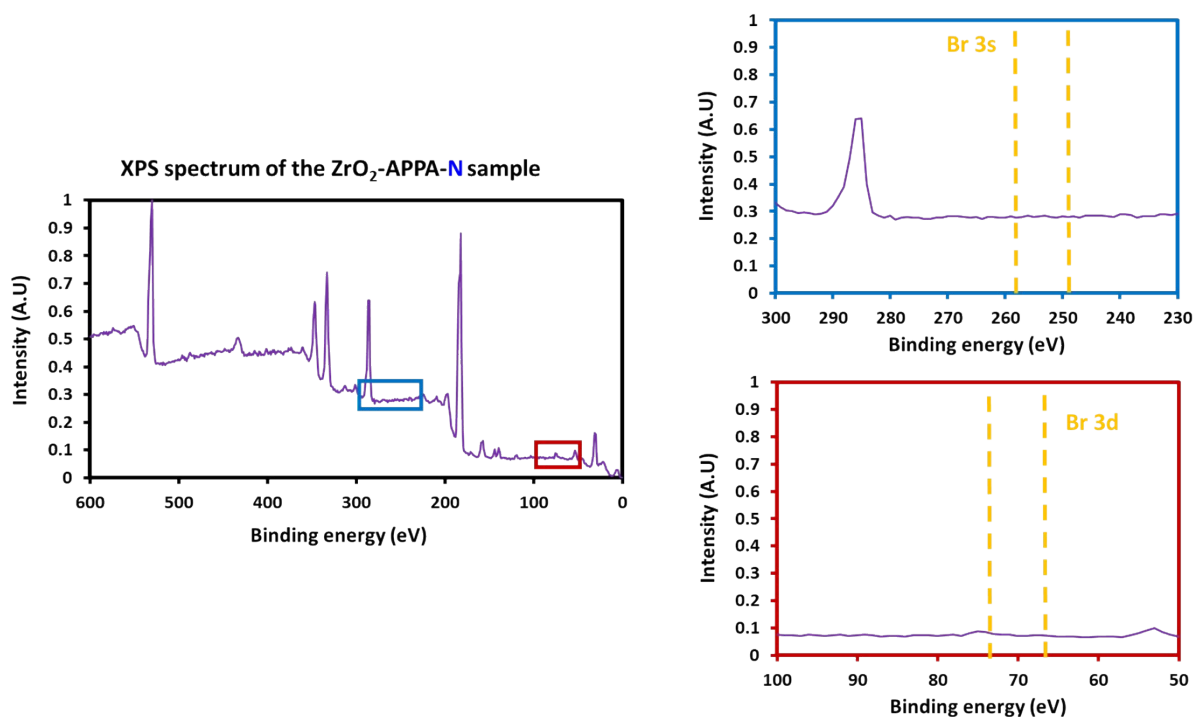 XPS spectrum of the ZrO₂-APPA-N sample
Intensity (A.U)
1
0.9
0.8
0.7
0.6
0.5
0.4
0.3
0.2
0.1
0
600 500 400 300 200 100 0
Binding energy (eV)
Br 3s
Intensity (A.U)
1
0.9
0.8
0.7
0.6
0.5
0.4
0.3
0.2
0.1
0
300 290 280 270 260 250 240 230
Binding energy (eV)
Br 3d
Intensity (A.U)
1
0.9
0.8
0.7
0.6
0.5
0.4
0.3
0.2
0.1
0
100 90 80 70 60 50
Binding energy (eV)